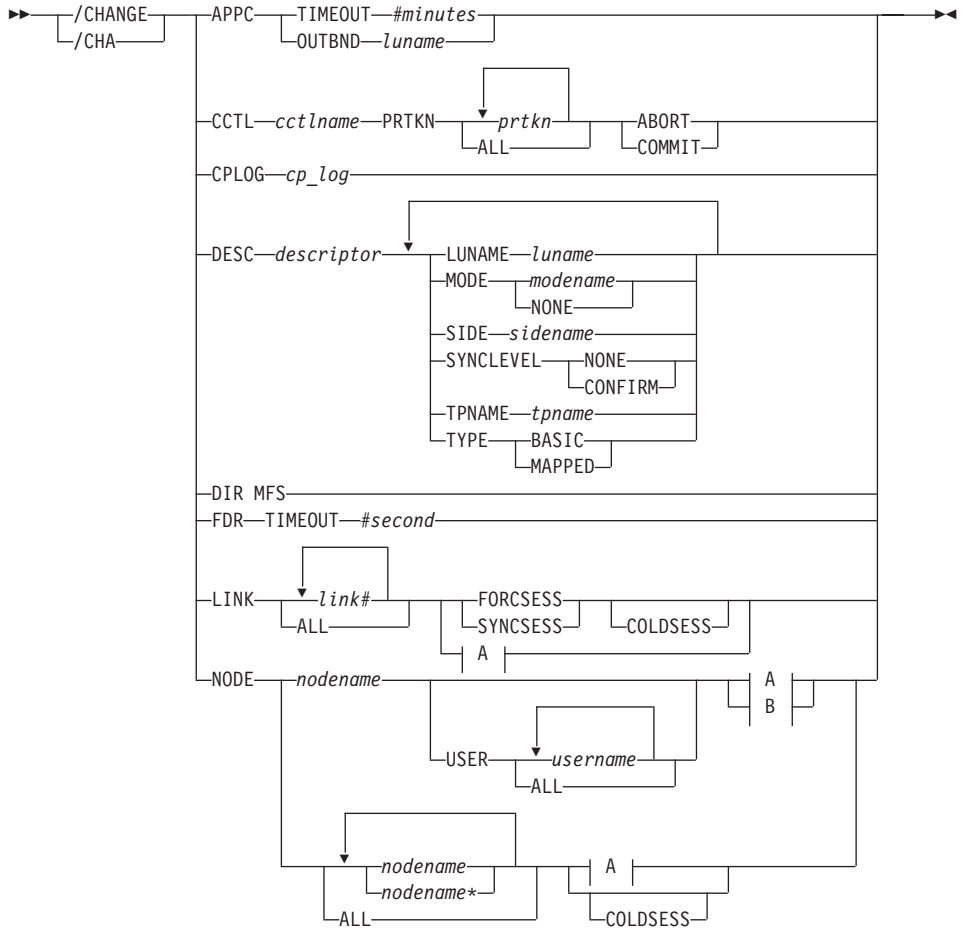 /CHANGE APPC TIMEOUT #minutes
/CHA OUTBND luname
CCTL cctlname PRTKN prtkn ABORT
ALL COMMIT
CPLOG cp_log
DESC descriptor LUNAME luname
MODE modename
NONE
SIDE sidename
SYNCLEVEL NONE
CONFIRM
TPNAME tpname
TYPE BASIC
MAPPED
DIR MFS
FDR TIMEOUT #second
LINK link# FORCSESS
ALL SYNCSESS COLDSESS
A
NODE nodename A
B
USER username
ALL
nodename A
nodename*
ALL COLDSESS